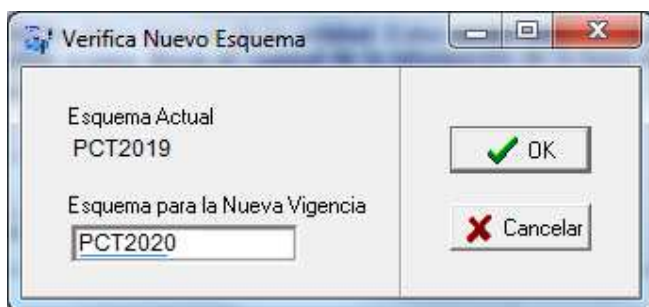 Verifica Nuevo Esquema
Esquema Actual
PCT2019
OK
Esquema para la Nueva Vigencia
PCT2020
Cancelar